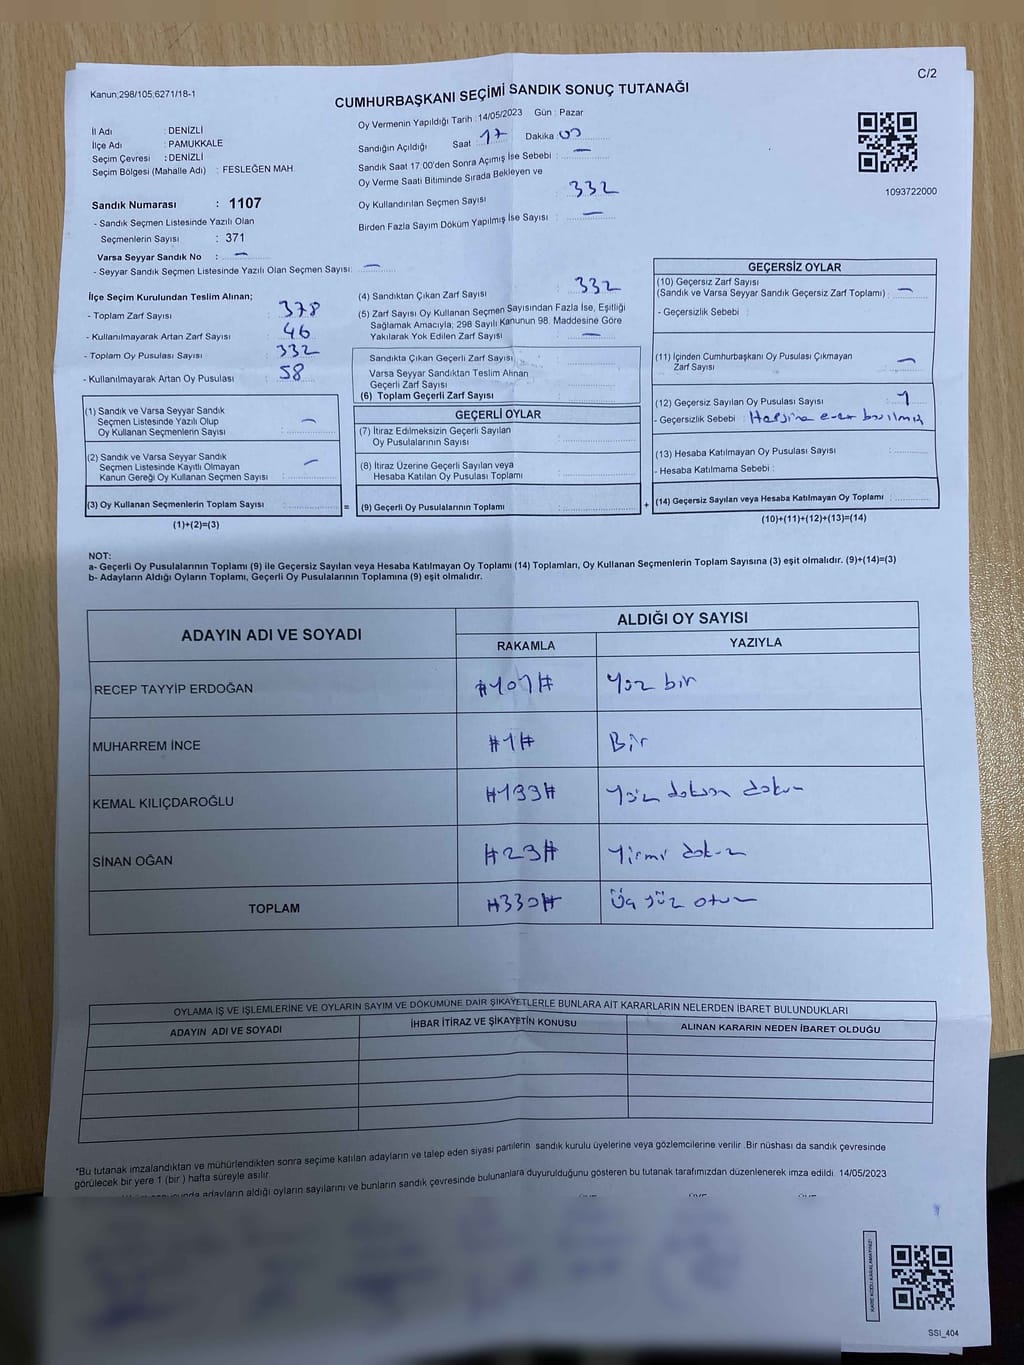 C/2
Kanun;298/105;6271/18-1
CUMHURBAŞKANI SEÇİMİ SANDIK SONUÇ TUTANAĞI
İl Adı : DENİZLİ
İlçe Adı : PAMUKKALE
Seçim Çevresi : DENİZLİ
Seçim Bölgesi (Mahalle Adı) : FESLEĞEN MAH
Sandık Numarası : 1107
- Sandık Seçmen Listesinde Yazılı Olan
Seçmenlerin Sayısı : 371
Varsa Seyyar Sandık No : —
- Seyyar Sandık Seçmen Listesinde Yazılı Olan Seçmen Sayısı: —
Oy Vermenin Yapıldığı Tarih : 14/05/2023 Gün : Pazar
Sandığın Açıldığı Saat : 17 Dakika 00
Sandık Saat 17.00'den Sonra Açımış İse Sebebi : —
Oy Verme Saati Bitiminde Sırada Bekleyen ve
Oy Kullandırılan Seçmen Sayısı 332
Birden Fazla Sayım Döküm Yapılmış İse Sayısı : —
1093722000
İlçe Seçim Kurulundan Teslim Alınan;
- Toplam Zarf Sayısı : 378
- Kullanılmayarak Artan Zarf Sayısı : 46
- Toplam Oy Pusulası Sayısı : 332
- Kullanılmayarak Artan Oy Pusulası : 58
(1) Sandık ve Varsa Seyyar Sandık
Seçmen Listesinde Yazılı Olup
Oy Kullanan Seçmenlerin Sayısı : —
(2) Sandık ve Varsa Seyyar Sandık
Seçmen Listesinde Kayıtlı Olmayan
Kanun Gereği Oy Kullanan Seçmen Sayısı : —
(3) Oy Kullanan Seçmenlerin Toplam Sayısı :
(1)+(2)=(3)
(4) Sandıktan Çıkan Zarf Sayısı : 332
(5) Zarf Sayısı Oy Kullanan Seçmen Sayısından Fazla İse, Eşitliği
Sağlamak Amacıyla, 298 Sayılı Kanunun 98. Maddesine Göre
Yakılarak Yok Edilen Zarf Sayısı : —
Sandıkta Çıkan Geçerli Zarf Sayısı :
Varsa Seyyar Sandıktan Teslim Alınan
Geçerli Zarf Sayısı
(6) Toplam Geçerli Zarf Sayısı :
GEÇERLİ OYLAR
(7) İtiraz Edilmeksizin Geçerli Sayılan
Oy Pusulalarının Sayısı :
(8) İtiraz Üzerine Geçerli Sayılan veya
Hesaba Katılan Oy Pusulası Toplamı :
= (9) Geçerli Oy Pusulalarının Toplamı :
GEÇERSİZ OYLAR
(10) Geçersiz Zarf Sayısı
(Sandık ve Varsa Seyyar Sandık Geçersiz Zarf Toplamı) : —
- Geçersizlik Sebebi :
(11) İçinden Cumhurbaşkanı Oy Pusulası Çıkmayan
Zarf Sayısı : —
(12) Geçersiz Sayılan Oy Pusulası Sayısı : 1
- Geçersizlik Sebebi :
(13) Hesaba Katılmayan Oy Pusulası Sayısı :
- Hesaba Katılmama Sebebi :
+ (14) Geçersiz Sayılan veya Hesaba Katılmayan Oy Toplamı :
(10)+(11)+(12)+(13)=(14)
NOT:
a- Geçerli Oy Pusulalarının Toplamı (9) ile Geçersiz Sayılan veya Hesaba Katılmayan Oy Toplamı (14) Toplamları, Oy Kullanan Seçmenlerin Toplam Sayısına (3) eşit olmalıdır. (9)+(14)=(3)
b- Adayların Aldığı Oyların Toplamı, Geçerli Oy Pusulalarının Toplamına (9) eşit olmalıdır.
ADAYIN ADI VE SOYADI ALDIĞI OY SAYISI
RAKAMLA YAZIYLA
RECEP TAYYİP ERDOĞAN #101# Yüz bir
MUHARREM İNCE #1# Bir
KEMAL KILIÇDAROĞLU #199# Yüz doksan dokuz
SİNAN OĞAN #29# Yirmi dokuz
TOPLAM #330# Üç yüz otuz
OYLAMA İŞ VE İŞLEMLERİNE VE OYLARIN SAYIM VE DÖKÜMÜNE DAİR ŞİKAYETLERLE BUNLARA AİT KARARLARIN NELERDEN İBARET BULUNDUKLARI
ADAYIN ADI VE SOYADI İHBAR İTİRAZ VE ŞİKAYETİN KONUSU ALINAN KARARIN NEDEN İBARET OLDUĞU
*Bu tutanak imzalandıktan ve mühürlendikten sonra seçime katılan adayların ve talep eden siyasi partilerin sandık kurulu üyelerine veya gözlemcilerine verilir .Bir nüshası da sandık çevresinde
görülecek bir yere 1 (bir ) hafta süreyle asılır
adayların aldığı oyların sayılarını ve bunların sandık çevresinde bulunanlara duyurulduğunu gösteren bu tutanak tarafımızdan düzenlenerek imza edildi. 14/05/2023
ÜYE ÜYE ÜYE
KARE KODU KARALAMAYINIZ!
SSI_404